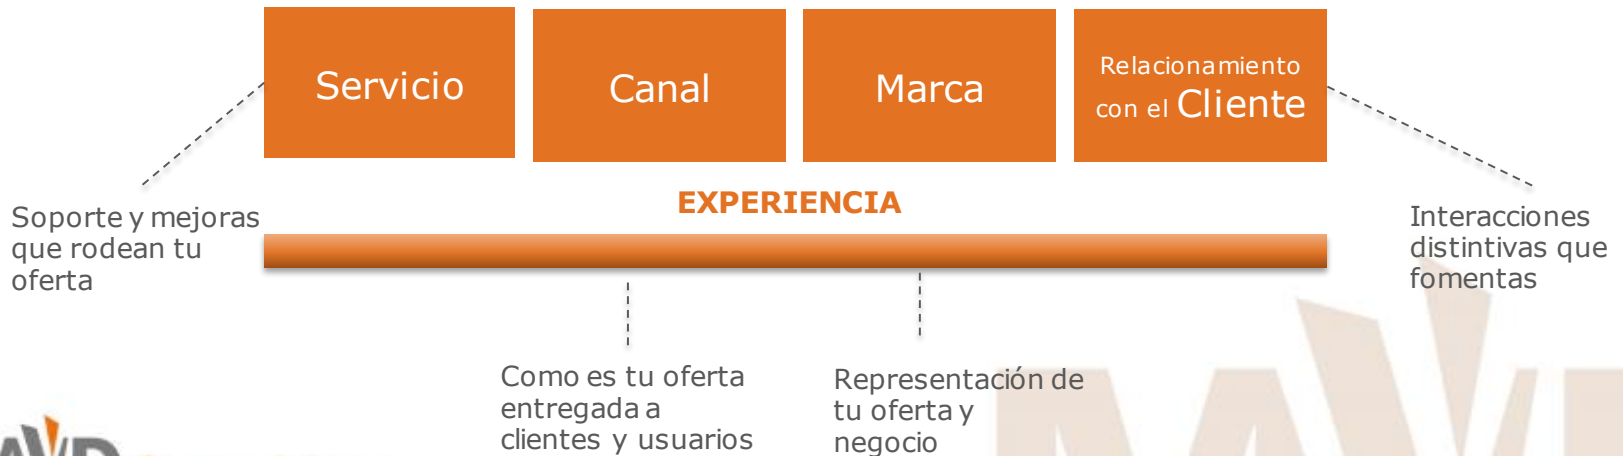 Servicio
Canal
Marca
Relacionamiento
con el Cliente
EXPERIENCIA
Soporte y mejoras
que rodean tu
oferta
Interacciones
distintivas que
fomentas
Como es tu oferta
entregada a
clientes y usuarios
Representación de
tu oferta y
negocio